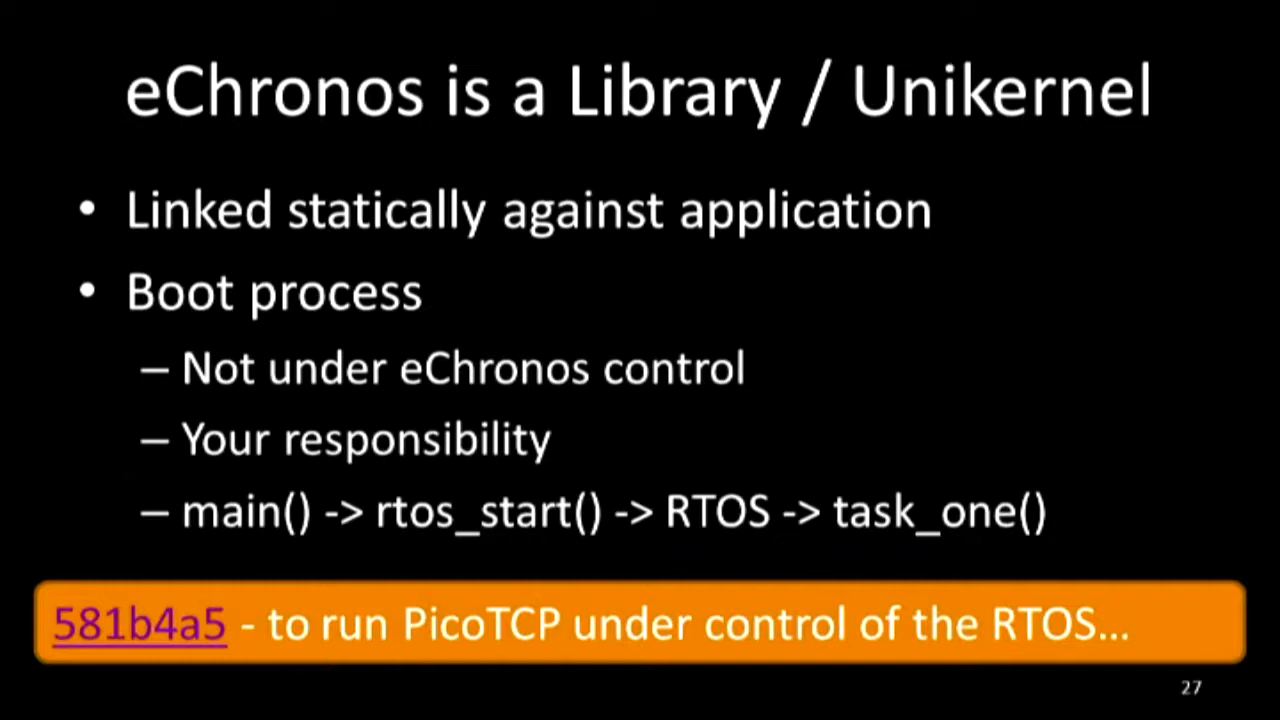 eChronos is a Library / Unikernel
• Linked statically against application
• Boot process
– Not under eChronos control
– Your responsibility
– main() -> rtos_start() -> RTOS -> task_one()
581b4a5 - to run PicoTCP under control of the RTOS...
27